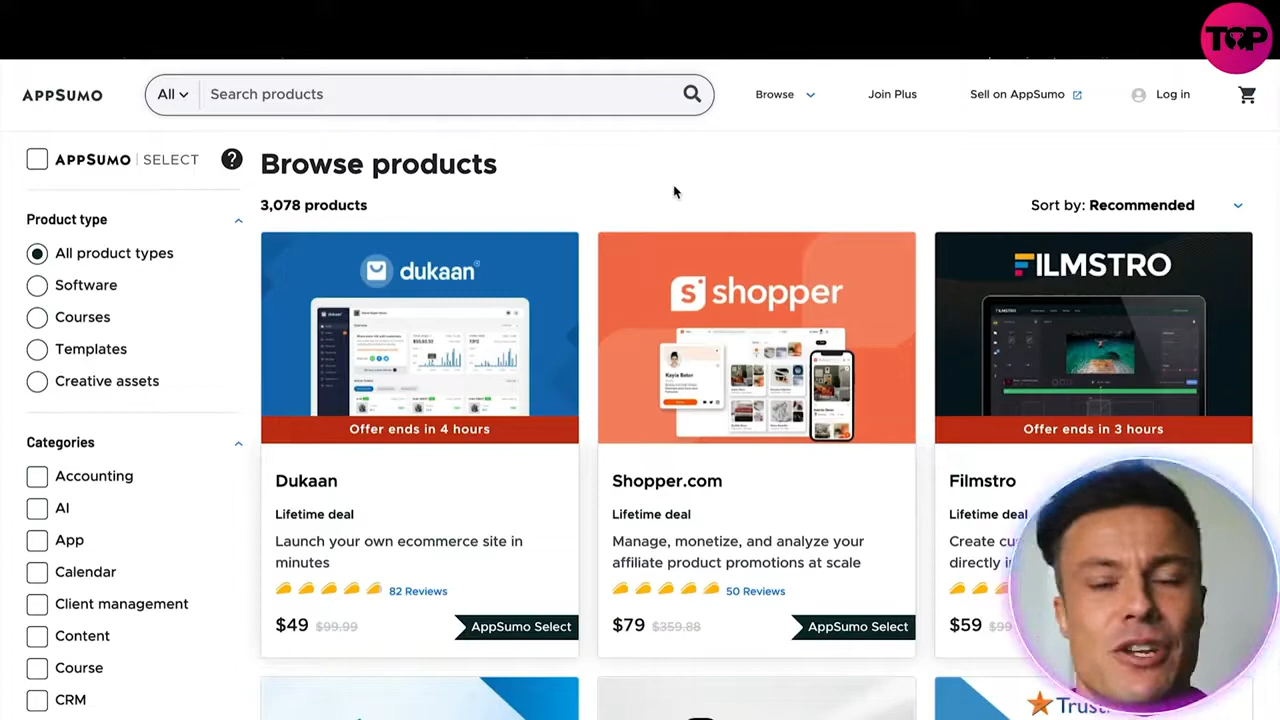 TOP
APPSUMO
All
Search products
Browse
Join Plus
Sell on AppSumo
Log in
APPSUMO | SELECT
?
Browse products
3,078 products
Sort by: Recommended
Product type
All product types
Software
Courses
Templates
Creative assets
Categories
Accounting
AI
App
Calendar
Client management
Content
Course
CRM
dukaan
Offer ends in 4 hours
Dukaan
Lifetime deal
Launch your own ecommerce site in
minutes
82 Reviews
$49 $99.99
AppSumo Select
shopper
Kayla Bator
Shopper.com
Lifetime deal
Manage, monetize, and analyze your
affiliate product promotions at scale
50 Reviews
$79 $359.88
AppSumo Select
FILMSTRO
Offer ends in 3 hours
Filmstro
Lifetime deal
Create
directly
$59